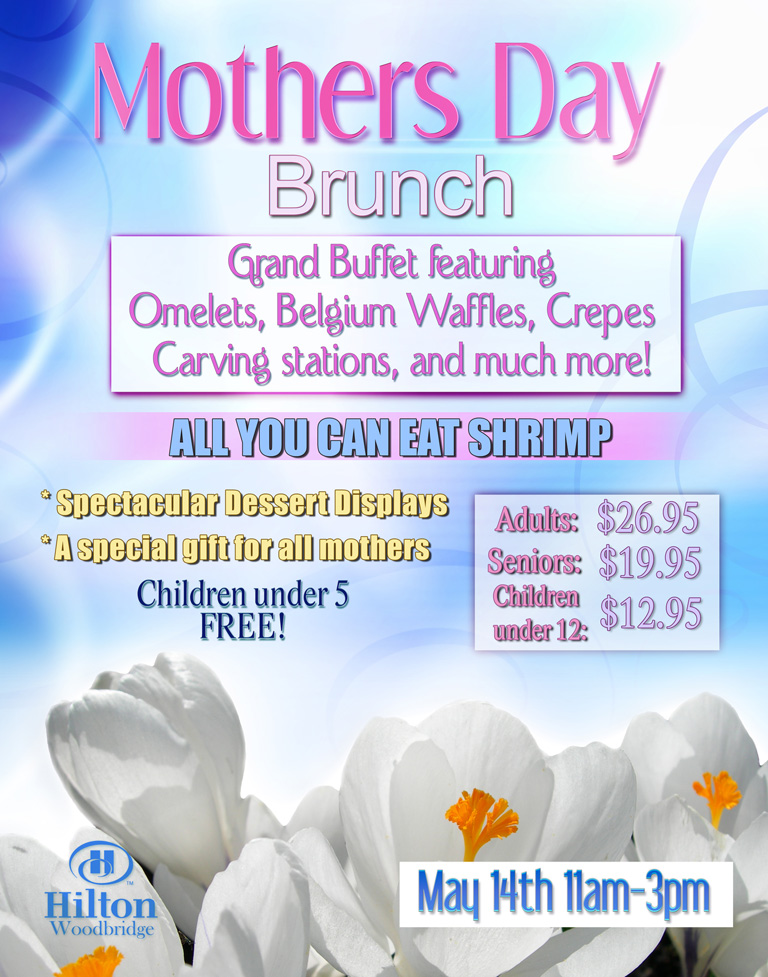 Mothers Day
Brunch
Grand Buffet featuring
Omelets, Belgium Waffles, Crepes
Carving stations, and much more!
ALL YOU CAN EAT SHRIMP
* Spectacular Dessert Displays
* A special gift for all mothers
Children under 5
FREE!
Adults: $26.95
Seniors: $19.95
Children
under 12: $12.95
May 14th 11am-3pm
H
TM
Hilton
Woodbridge